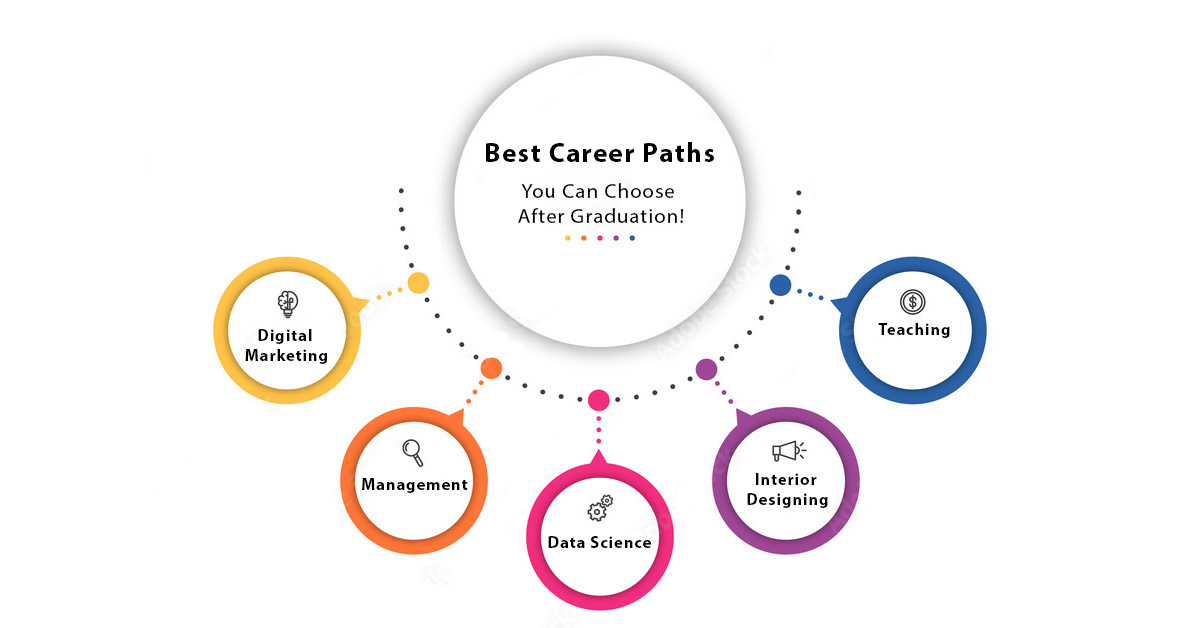 Best Career Paths
You Can Choose
After Graduation!
Digital
Marketing
Management
Data Science
Interior
Designing
Teaching